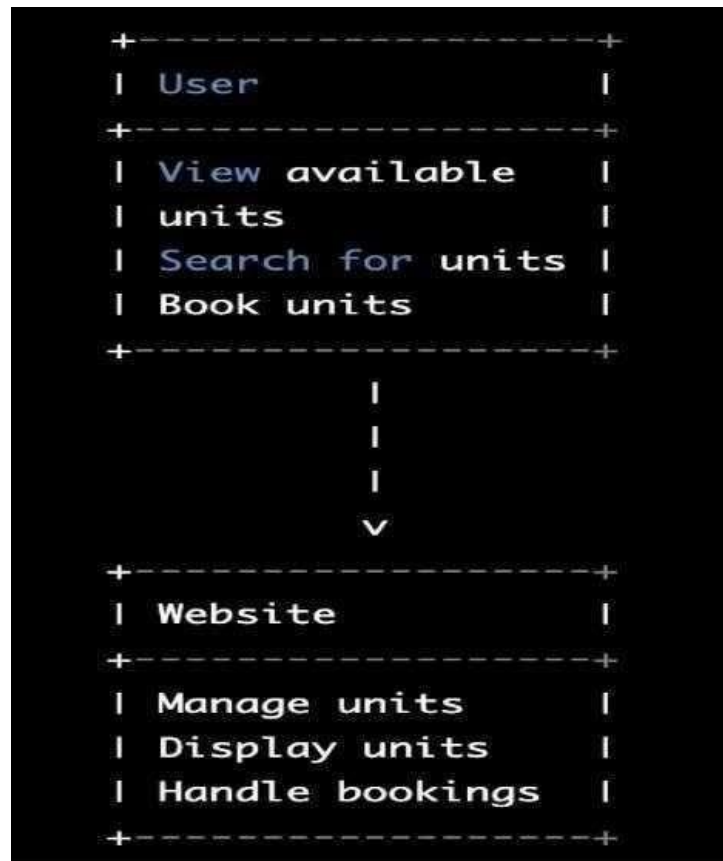 +-------------------+
| User |
+-------------------+
| View available |
| units |
| Search for units |
| Book units |
+-------------------+
|
|
|
v
+-------------------+
| Website |
+-------------------+
| Manage units |
| Display units |
| Handle bookings |
+-------------------+